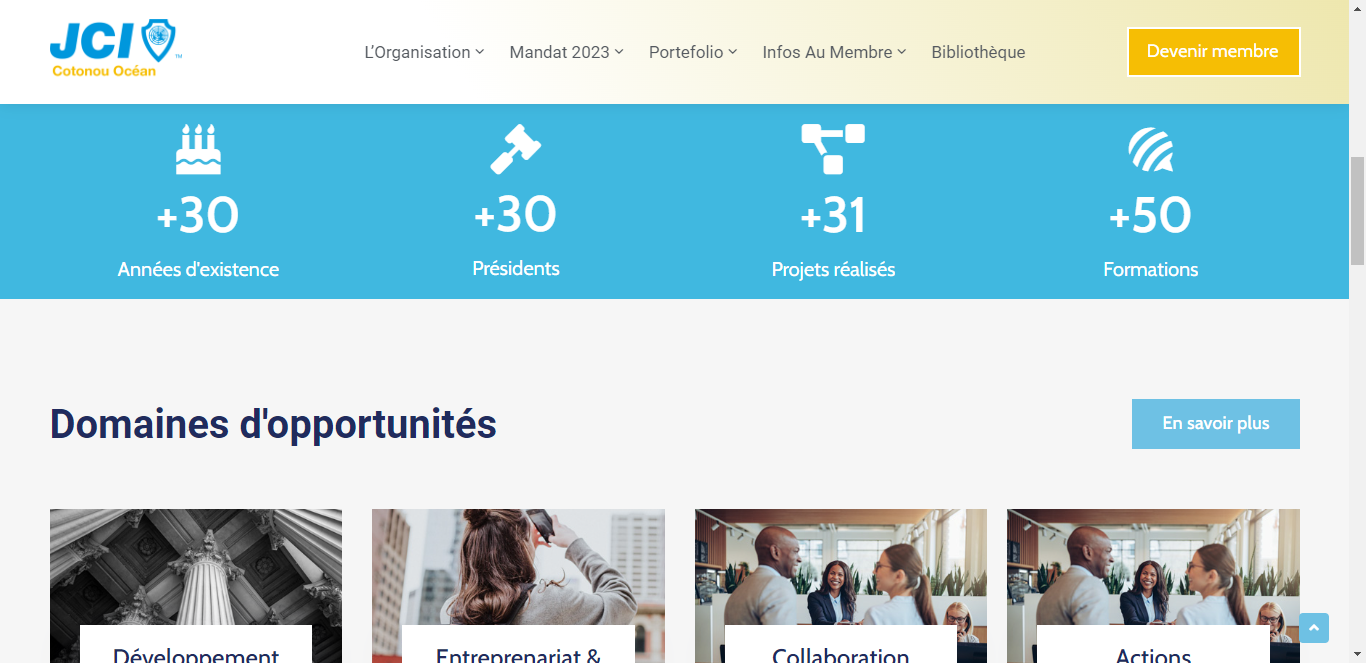 JCI
TM
Cotonou Océan
L'Organisation
Mandat 2023
Portefolio
Infos Au Membre
Bibliothèque
Devenir membre
+30
+30
+31
+50
Années d'existence
Présidents
Projets réalisés
Formations
Domaines d'opportunités
En savoir plus
Développement
Entreprenariat &
Collaboration
Actions